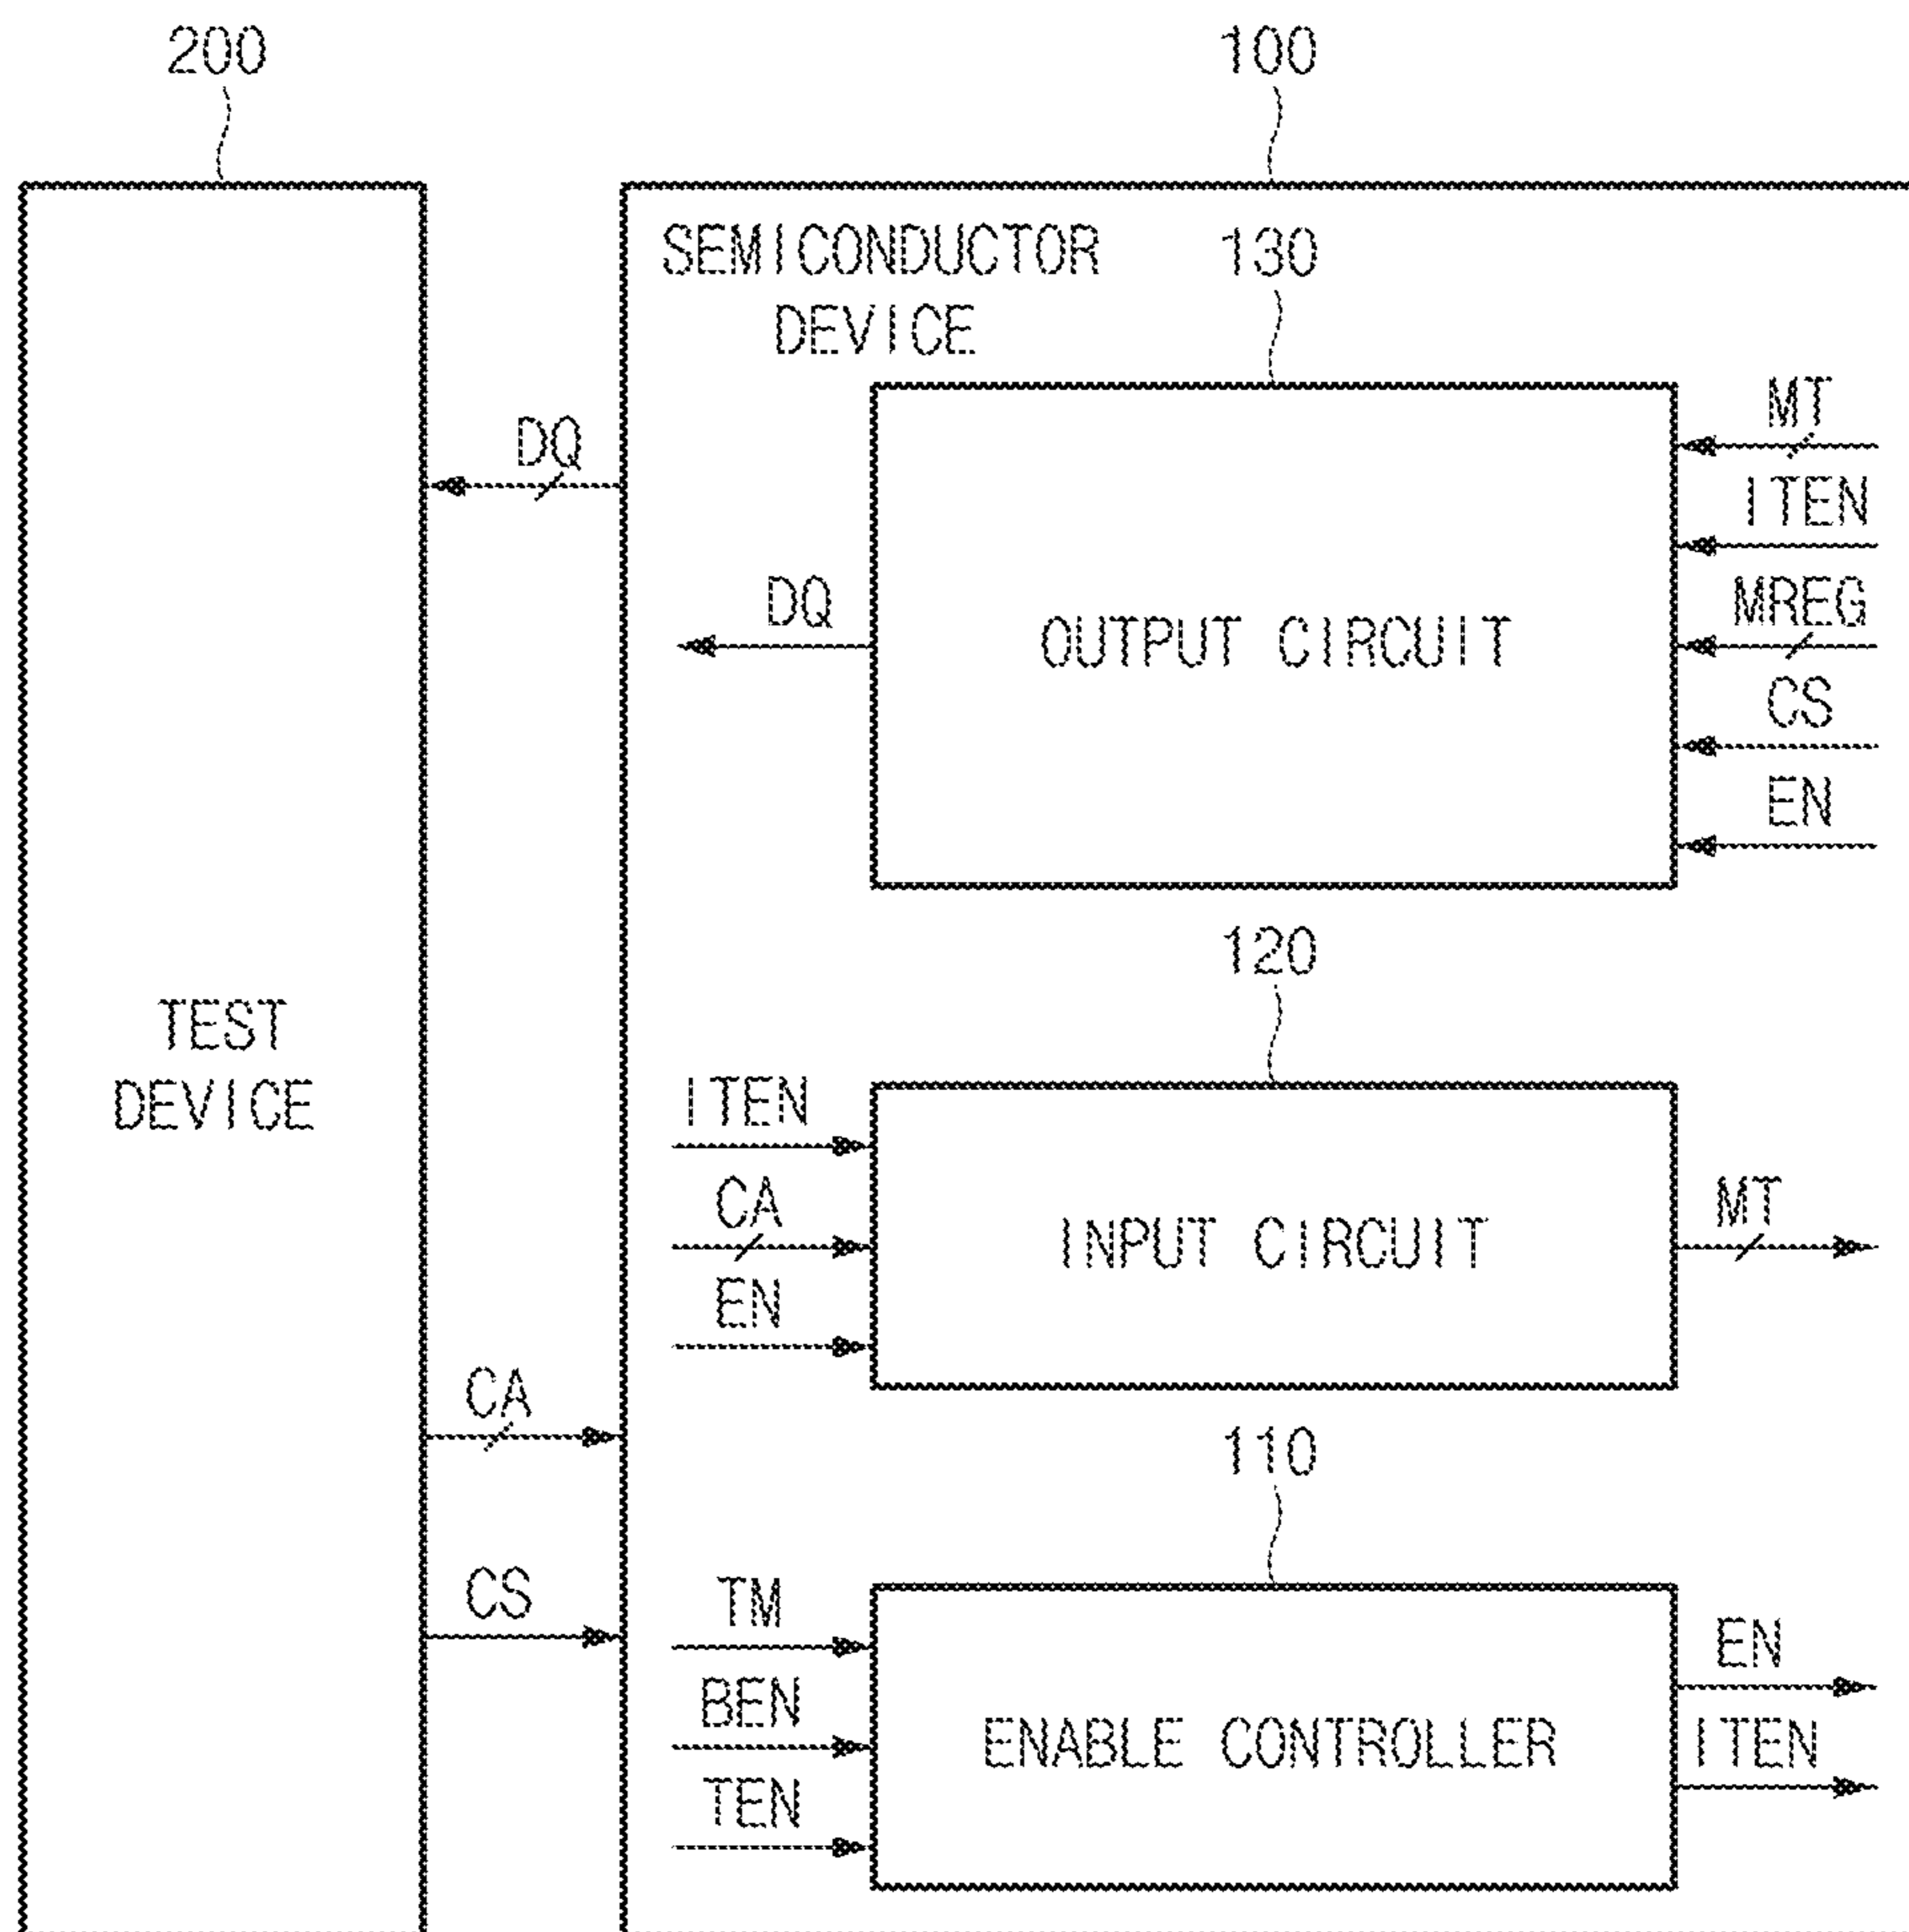 200
100
SEMICONDUCTOR
DEVICE
130
DQ
MT
ITEN
DQ
MREG
OUTPUT CIRCUIT
CS
EN
120
TEST
DEVICE
ITEN
CA
INPUT CIRCUIT
MT
EN
CA
110
CS
TM
EN
BEN
ENABLE CONTROLLER
ITEN
TEN